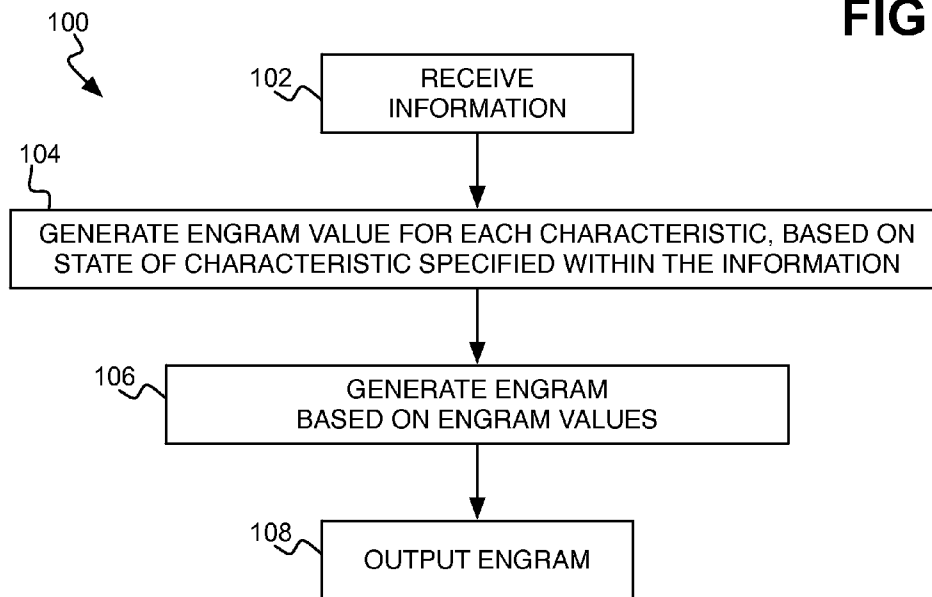 100
FIG
102
RECEIVE
INFORMATION
104
GENERATE ENGRAM VALUE FOR EACH CHARACTERISTIC, BASED ON
STATE OF CHARACTERISTIC SPECIFIED WITHIN THE INFORMATION
106
GENERATE ENGRAM
BASED ON ENGRAM VALUES
108
OUTPUT ENGRAM